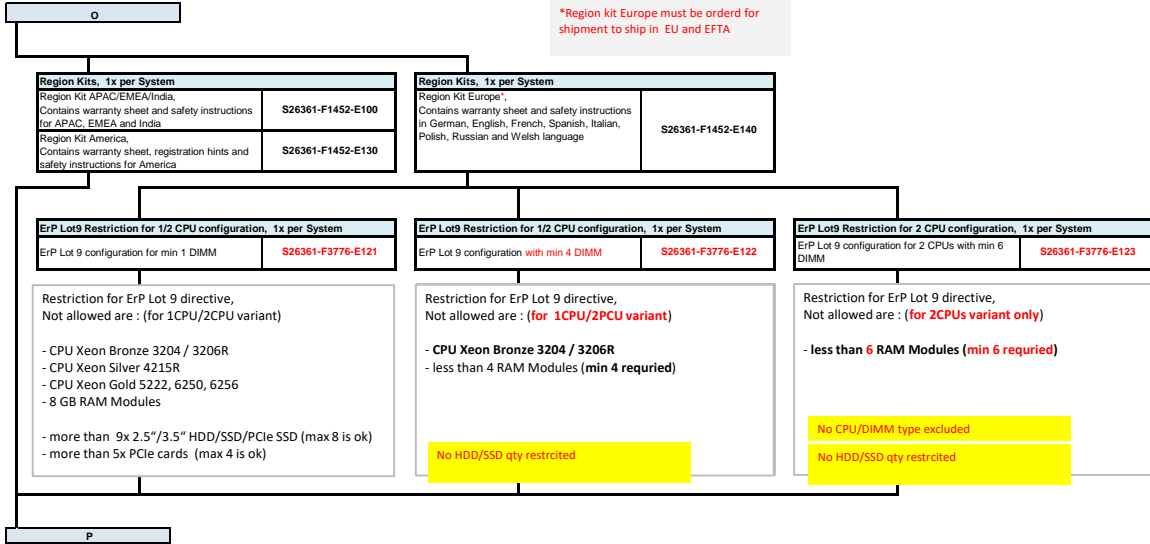 O
*Region kit Europe must be orderd for
shipment to ship in EU and EFTA
Region Kits, 1x per System
Region Kit APAC/EMEA/India,
Contains warranty sheet and safety instructions
for APAC, EMEA and India
S26361-F1452-E100
Region Kit America,
Contains warranty sheet, registration hints and
safety instructions for America
S26361-F1452-E130
Region Kits, 1x per System
Region Kit Europe*,
Contains warranty sheet and safety instructions
in German, English, French, Spanish, Italian,
Polish, Russian and Welsh language
S26361-F1452-E140
ErP Lot9 Restriction for 1/2 CPU configuration, 1x per System
ErP Lot 9 configuration for min 1 DIMM
S26361-F3776-E121
Restriction for ErP Lot 9 directive,
Not allowed are : (for 1CPU/2CPU variant)
- CPU Xeon Bronze 3204 / 3206R
- CPU Xeon Silver 4215R
- CPU Xeon Gold 5222, 6250, 6256
- 8 GB RAM Modules
- more than 9x 2.5“/3.5“ HDD/SSD/PCIe SSD (max 8 is ok)
- more than 5x PCIe cards (max 4 is ok)
ErP Lot9 Restriction for 1/2 CPU configuration, 1x per System
ErP Lot 9 configuration with min 4 DIMM
S26361-F3776-E122
Restriction for ErP Lot 9 directive,
Not allowed are : (for 1CPU/2PCU variant)
- CPU Xeon Bronze 3204 / 3206R
- less than 4 RAM Modules (min 4 requried)
No HDD/SSD qty restrcited
ErP Lot9 Restriction for 2 CPU configuration, 1x per System
ErP Lot 9 configuration for 2 CPUs with min 6
DIMM
S26361-F3776-E123
Restriction for ErP Lot 9 directive,
Not allowed are : (for 2CPUs variant only)
- less than 6 RAM Modules (min 6 requried)
No CPU/DIMM type excluded
No HDD/SSD qty restrcited
P